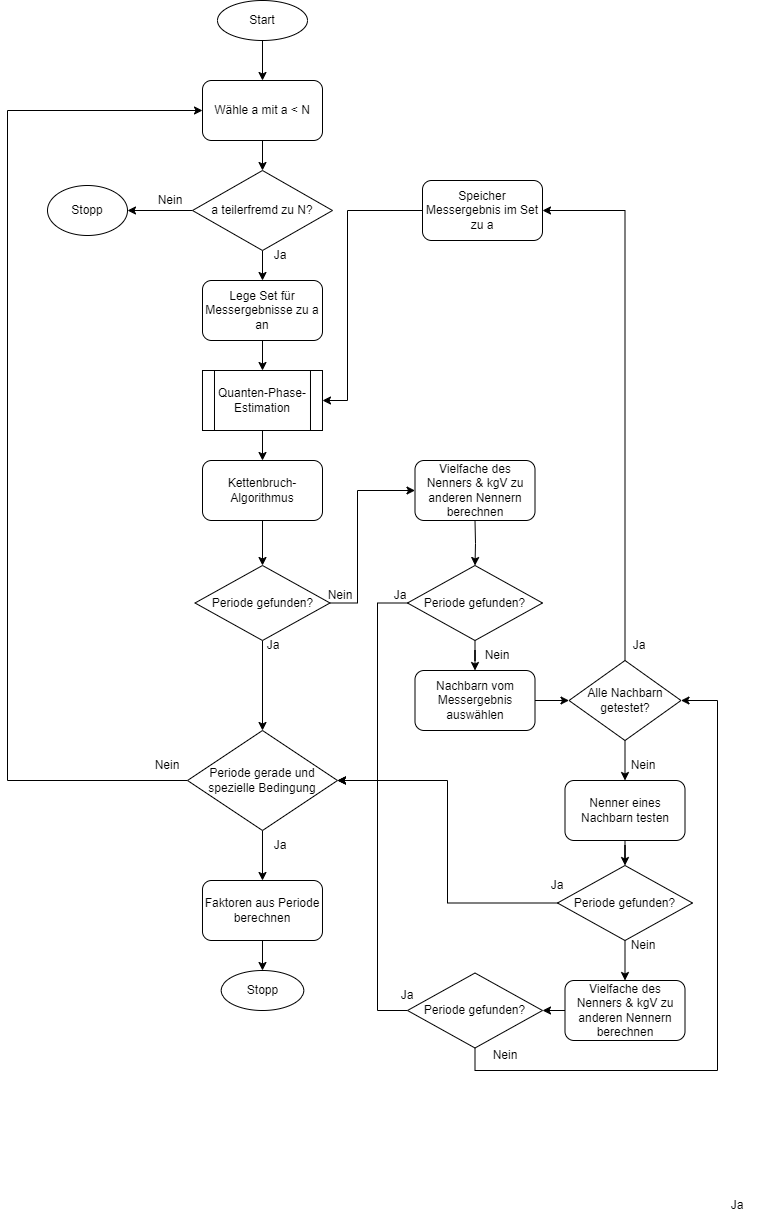 Start
Wähle a mit a < N
Nein
Stopp
a teilerfremd zu N?
Ja
Speicher
Messergebnis im Set
zu a
Lege Set für
Messergebnisse zu a
an
Quanten-Phase-
Estimation
Kettenbruch-
Algorithmus
Vielfache des
Nenners & kgV zu
anderen Nennern
berechnen
Periode gefunden?
Nein
Ja
Ja
Periode gefunden?
Nein
Nachbarn vom
Messergebnis
auswählen
Ja
Alle Nachbarn
getestet?
Nein
Nein
Periode gerade und
spezielle Bedingung
Ja
Nenner eines
Nachbarn testen
Ja
Periode gefunden?
Nein
Faktoren aus Periode
berechnen
Stopp
Vielfache des
Nenners & kgV zu
anderen Nennern
berechnen
Ja
Periode gefunden?
Nein
Ja